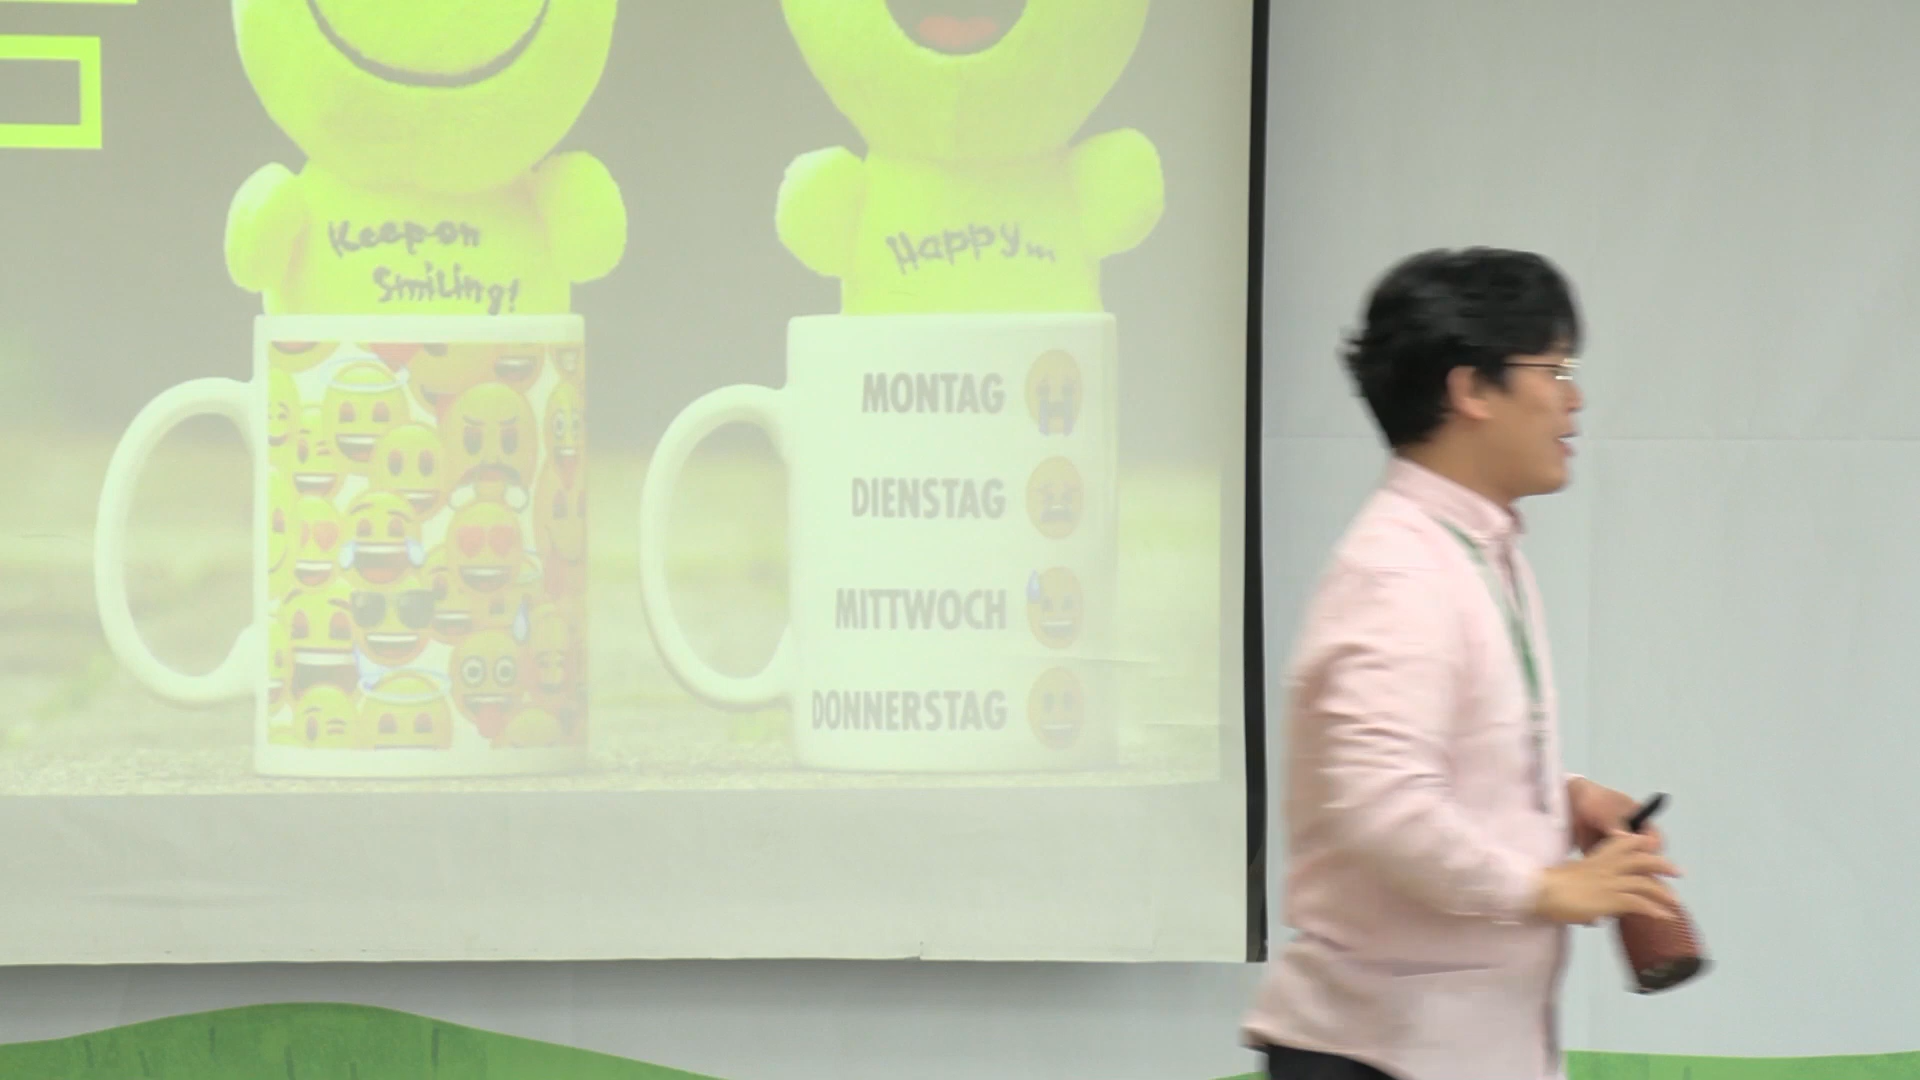 Keep on
Smiling!
Happy...
MONTAG
DIENSTAG
MITTWOCH
DONNERSTAG